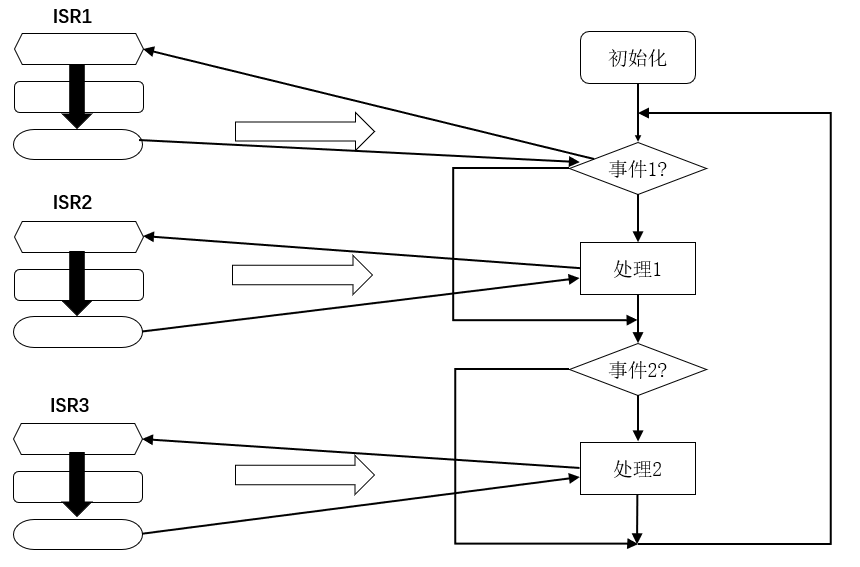 ISR1
初始化
事件1?
ISR2
处理1
事件2?
ISR3
处理2